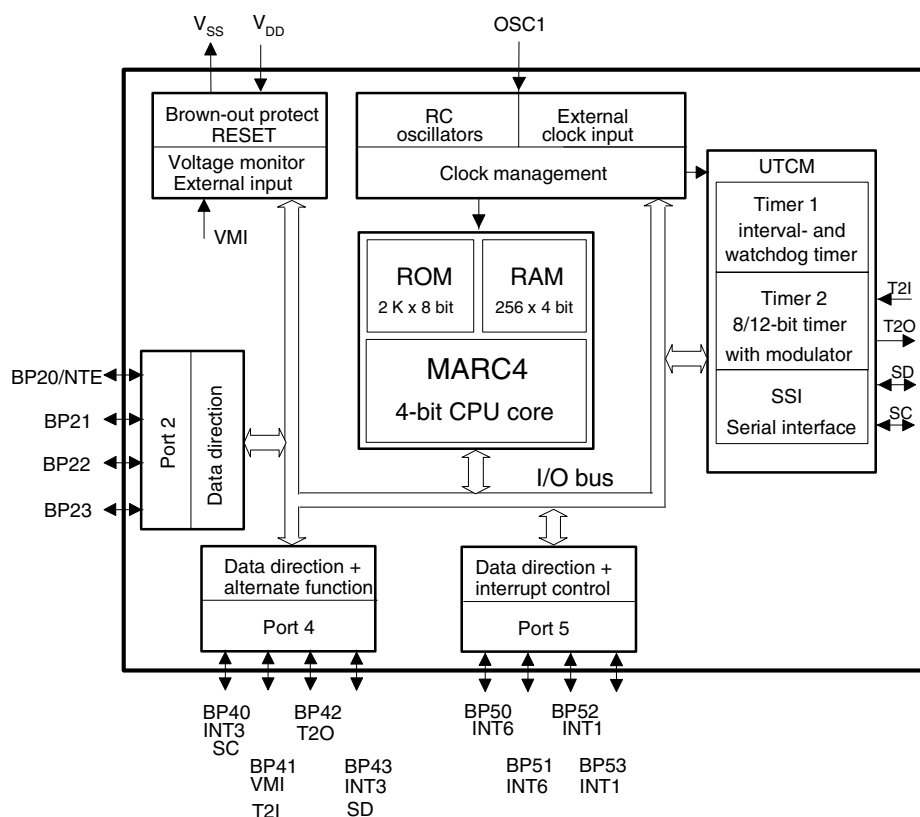 VSS
VDD
OSC1
Brown-out protect
RESET
Voltage monitor
External input
VMI
RC
oscillators
External
clock input
Clock management
UTCM
Timer 1
interval- and
watchdog timer
Timer 2
8/12-bit timer
with modulator
SSI
Serial interface
T2I
T2O
SD
SC
ROM
2 K x 8 bit
RAM
256 x 4 bit
MARC4
4-bit CPU core
I/O bus
BP20/NTE
BP21
BP22
BP23
Port 2
Data direction
Data direction +
alternate function
Port 4
Data direction +
interrupt control
Port 5
BP40
INT3
SC
BP41
VMI
T2I
BP42
T2O
BP43
INT3
SD
BP50
INT6
BP51
INT6
BP52
INT1
BP53
INT1